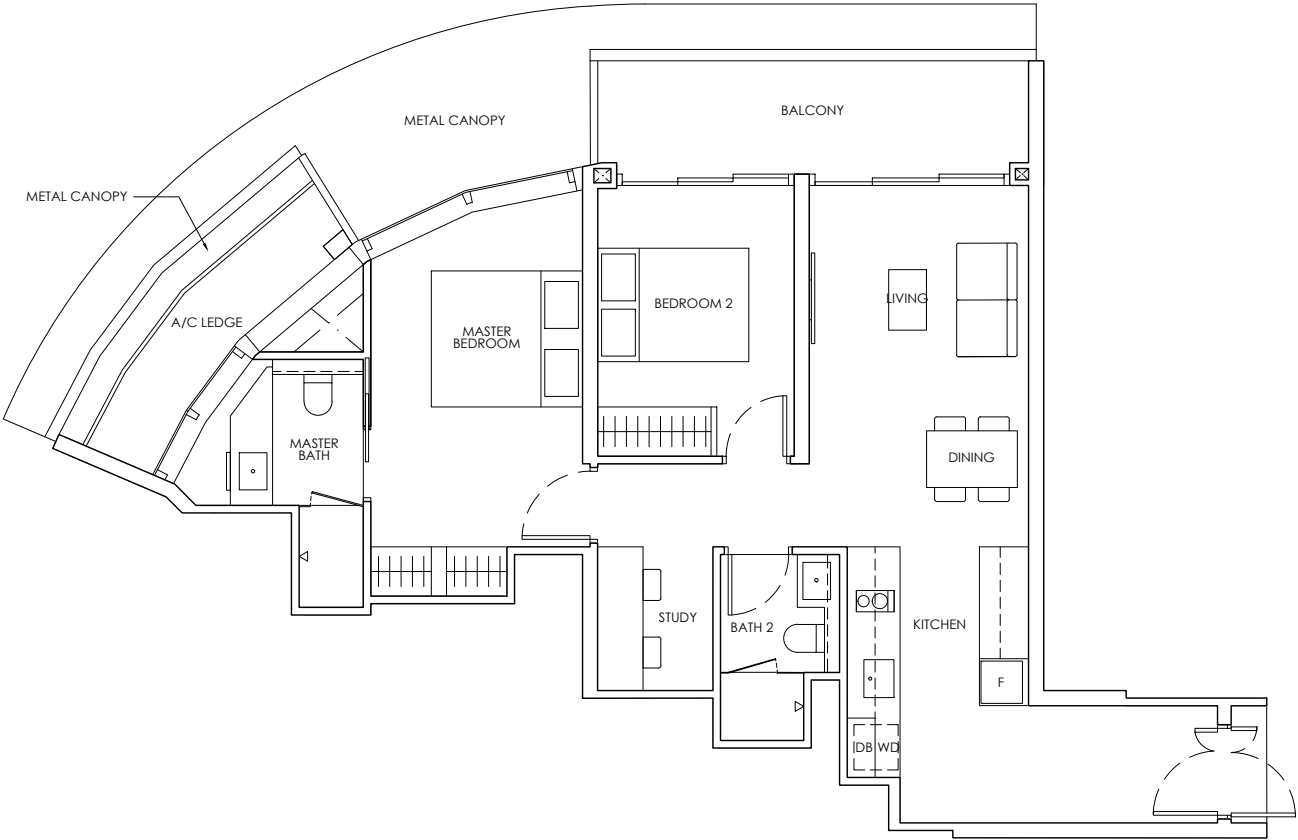 BALCONY
METAL CANOPY
METAL CANOPY
LIVING
BEDROOM 2
A/C LEDGE
MASTER
BEDROOM
MASTER
BATH
DINING
STUDY
BATH 2
KITCHEN
F
DB WD